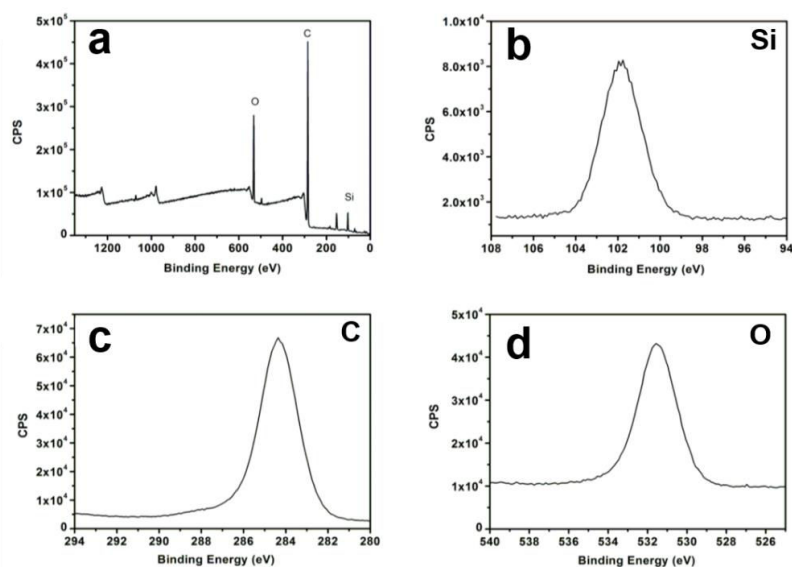 a
5x10⁵
4x10⁵
3x10⁵
2x10⁵
1x10⁵
0
CPS
O
C
Si
1200 1000 800 600 400 200 0
Binding Energy (eV)
b
Si
1.0x10⁴
8.0x10³
6.0x10³
4.0x10³
2.0x10³
CPS
108 106 104 102 100 98 96 94
Binding Energy (eV)
c
C
7x10⁴
6x10⁴
5x10⁴
4x10⁴
3x10⁴
2x10⁴
1x10⁴
0
CPS
294 292 290 288 286 284 282 280
Binding Energy (eV)
d
O
5x10⁴
4x10⁴
3x10⁴
2x10⁴
1x10⁴
0
CPS
540 538 536 534 532 530 528 526
Binding Energy (eV)